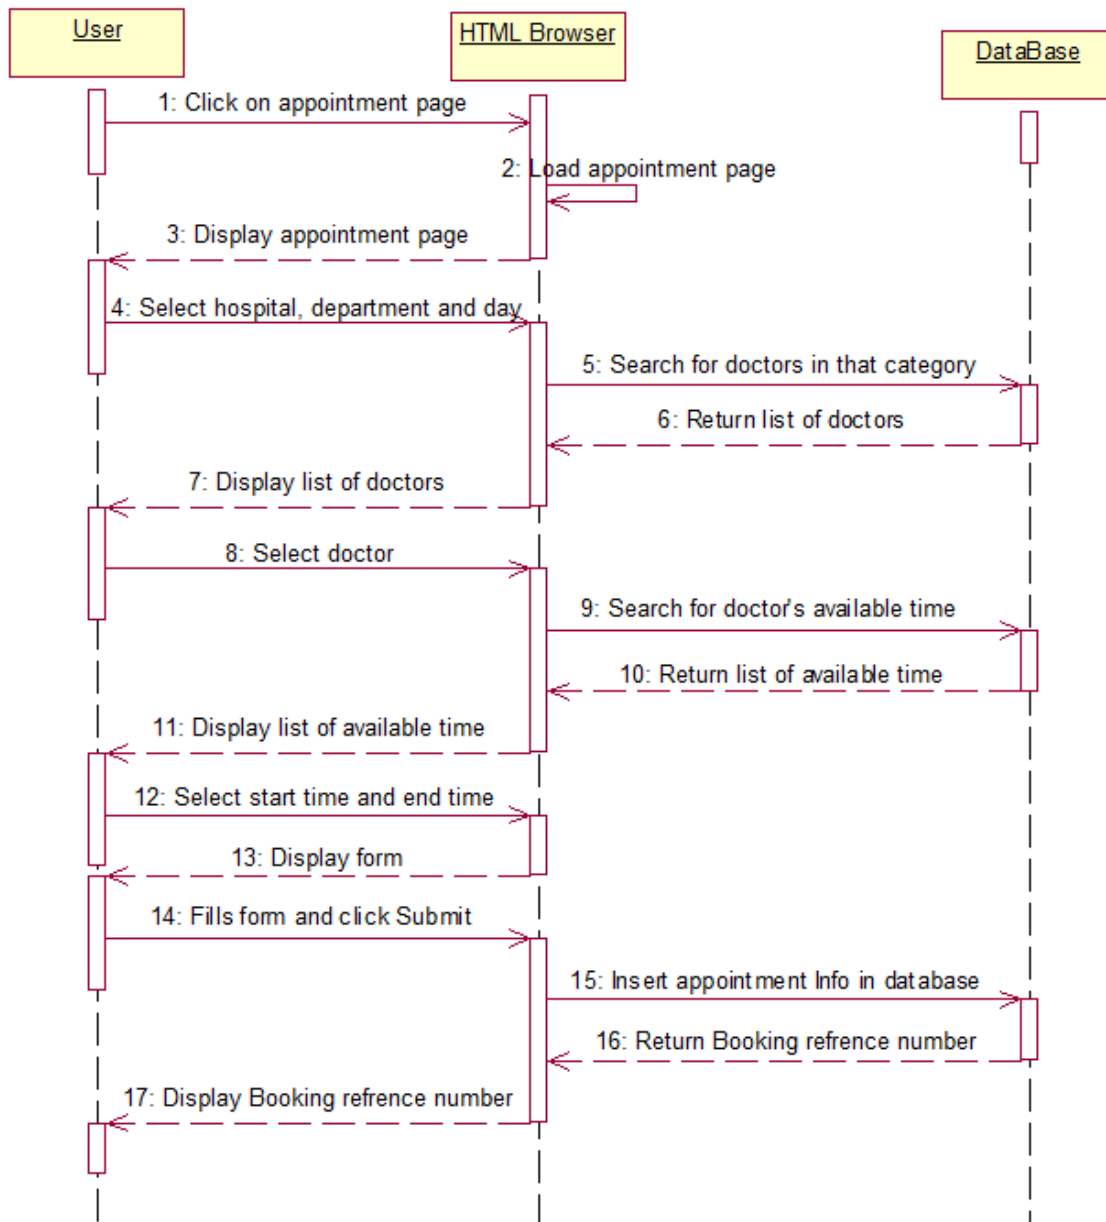 User
HTML Browser
DataBase
1: Click on appointment page
2: Load appointment page
3: Display appointment page
4: Select hospital, department and day
5: Search for doctors in that category
6: Return list of doctors
7: Display list of doctors
8: Select doctor
9: Search for doctor's available time
10: Return list of available time
11: Display list of available time
12: Select start time and end time
13: Display form
14: Fills form and click Submit
15: Insert appointment Info in database
16: Return Booking refrence number
17: Display Booking refrence number